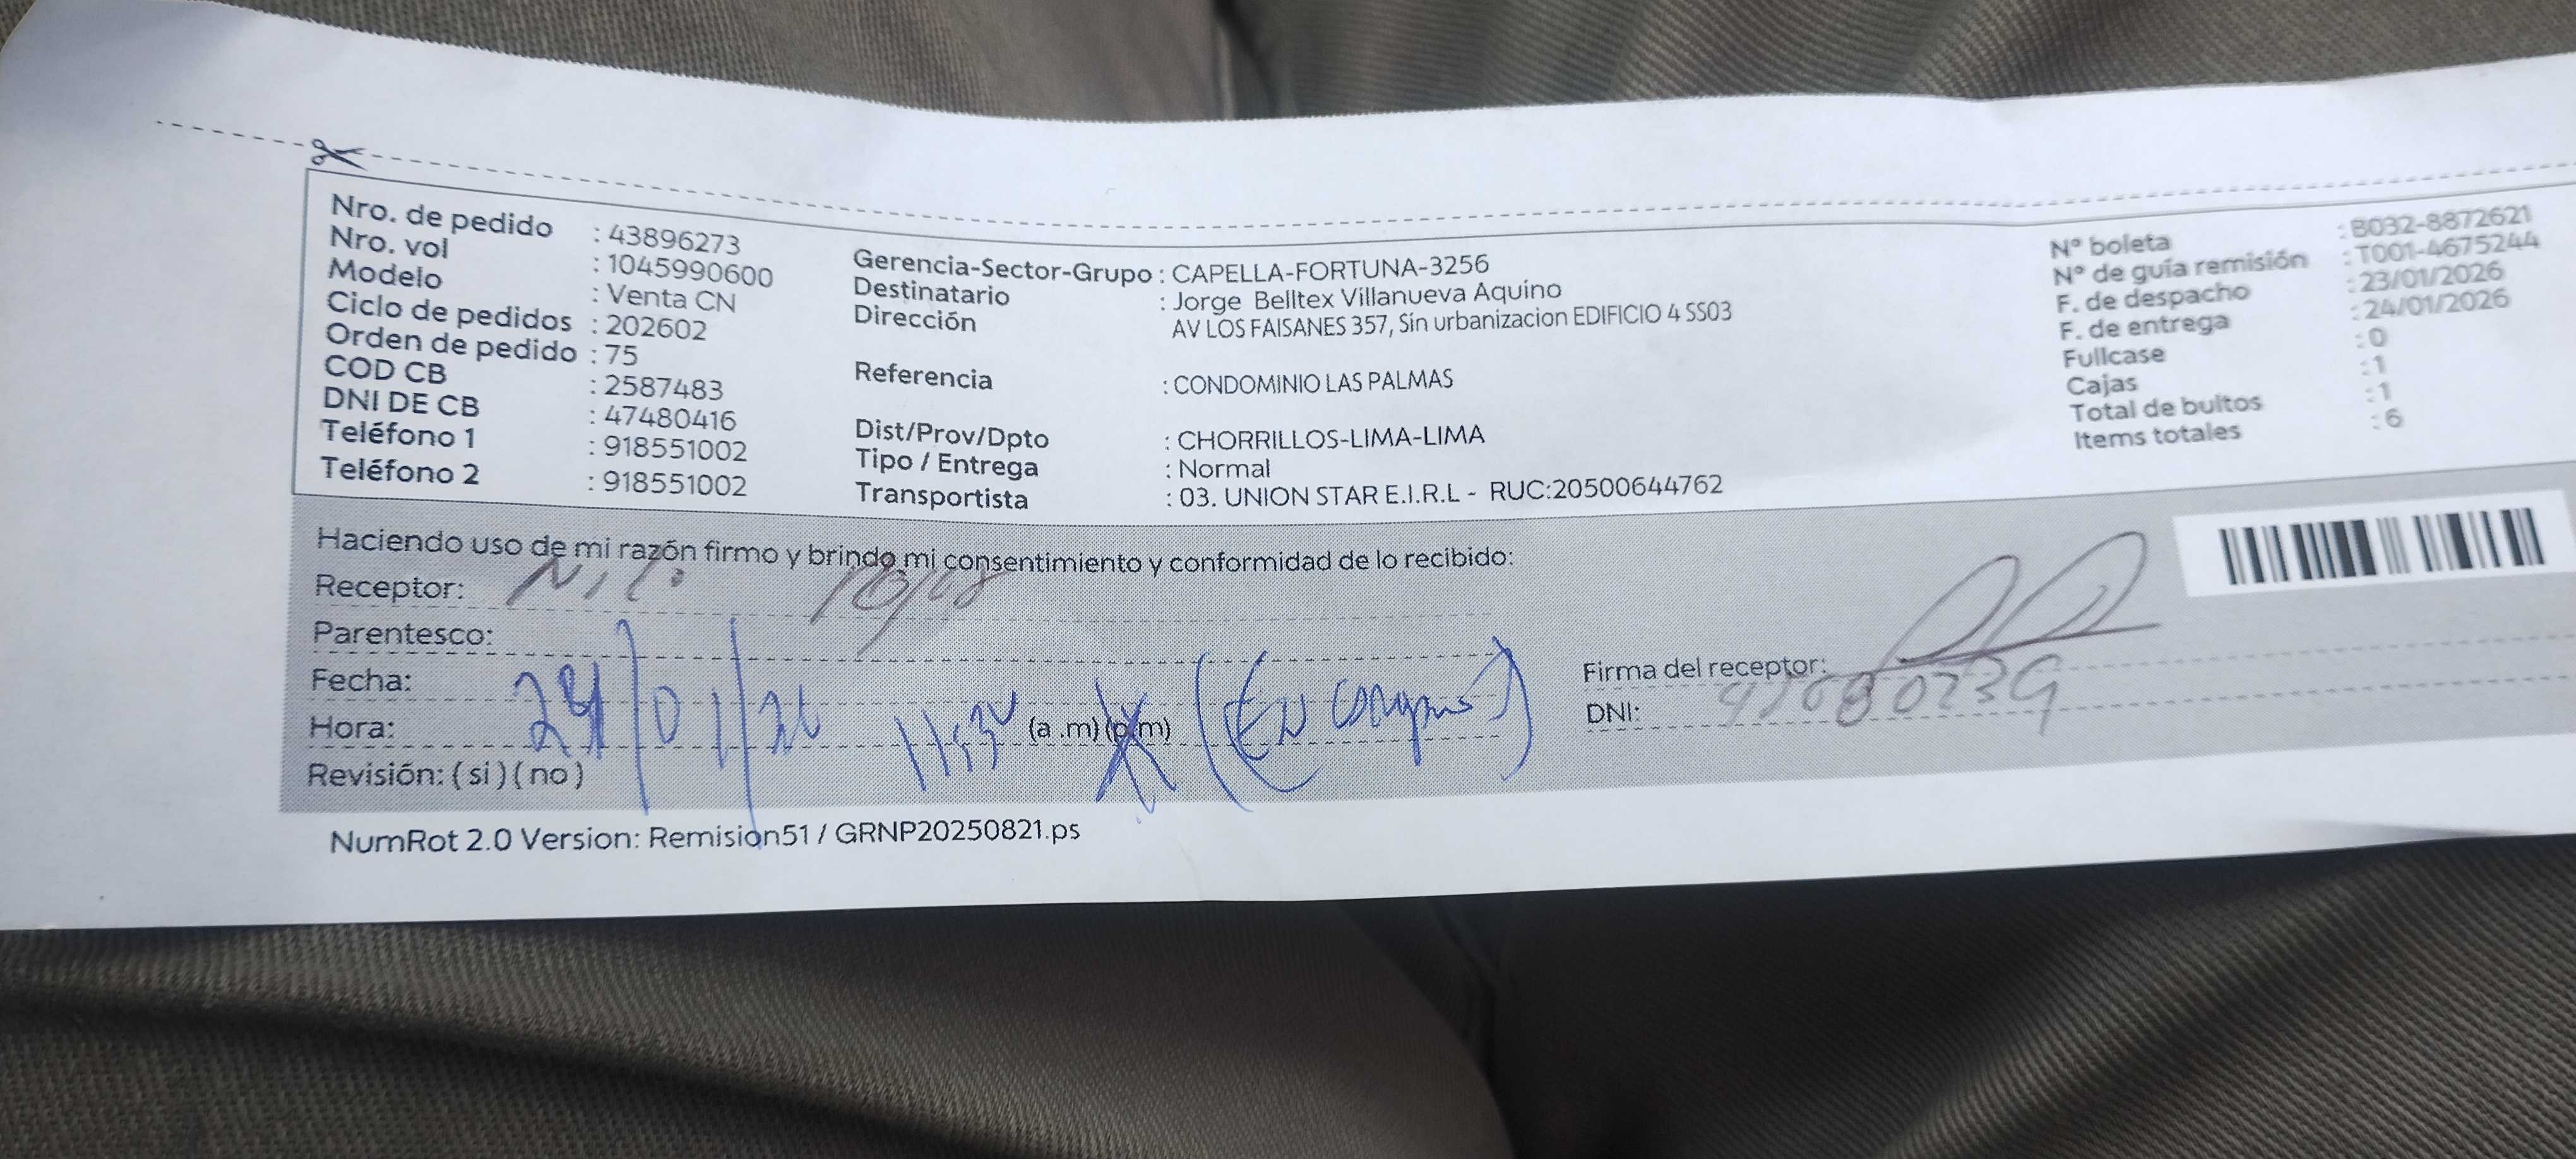 Nro. de pedido : 43896273
Nro. vol : 1045990600
Modelo : Venta CN
Ciclo de pedidos : 202602
Orden de pedido : 75
COD CB : 2587483
DNI DE CB : 47480416
Teléfono 1 : 918551002
Teléfono 2 : 918551002
Gerencia-Sector-Grupo : CAPELLA-FORTUNA-3256
Destinatario : Jorge Belltex Villanueva Aquino
Dirección AV LOS FAISANES 357, Sin urbanizacion EDIFICIO 4 SS03
Referencia : CONDOMINIO LAS PALMAS
Dist/Prov/Dpto : CHORRILLOS-LIMA-LIMA
Tipo / Entrega : Normal
Transportista : 03. UNION STAR E.I.R.L - RUC:20500644762
Nº boleta : B032-8872621
Nº de guía remisión : T001-4675244
F. de despacho : 23/01/2026
F. de entrega : 24/01/2026
Fullcase : 0
Cajas : 1
Total de bultos : 1
Items totales : 6
Haciendo uso de mi razón firmo y brindo mi consentimiento y conformidad de lo recibido:
Receptor:
Parentesco:
Fecha: 24/01/26
Hora: (a .m)(p.m) (En
Revisión: ( si ) ( no )
Firma del receptor:
DNI:
NumRot 2.0 Version: Remision51 / GRNP20250821.ps